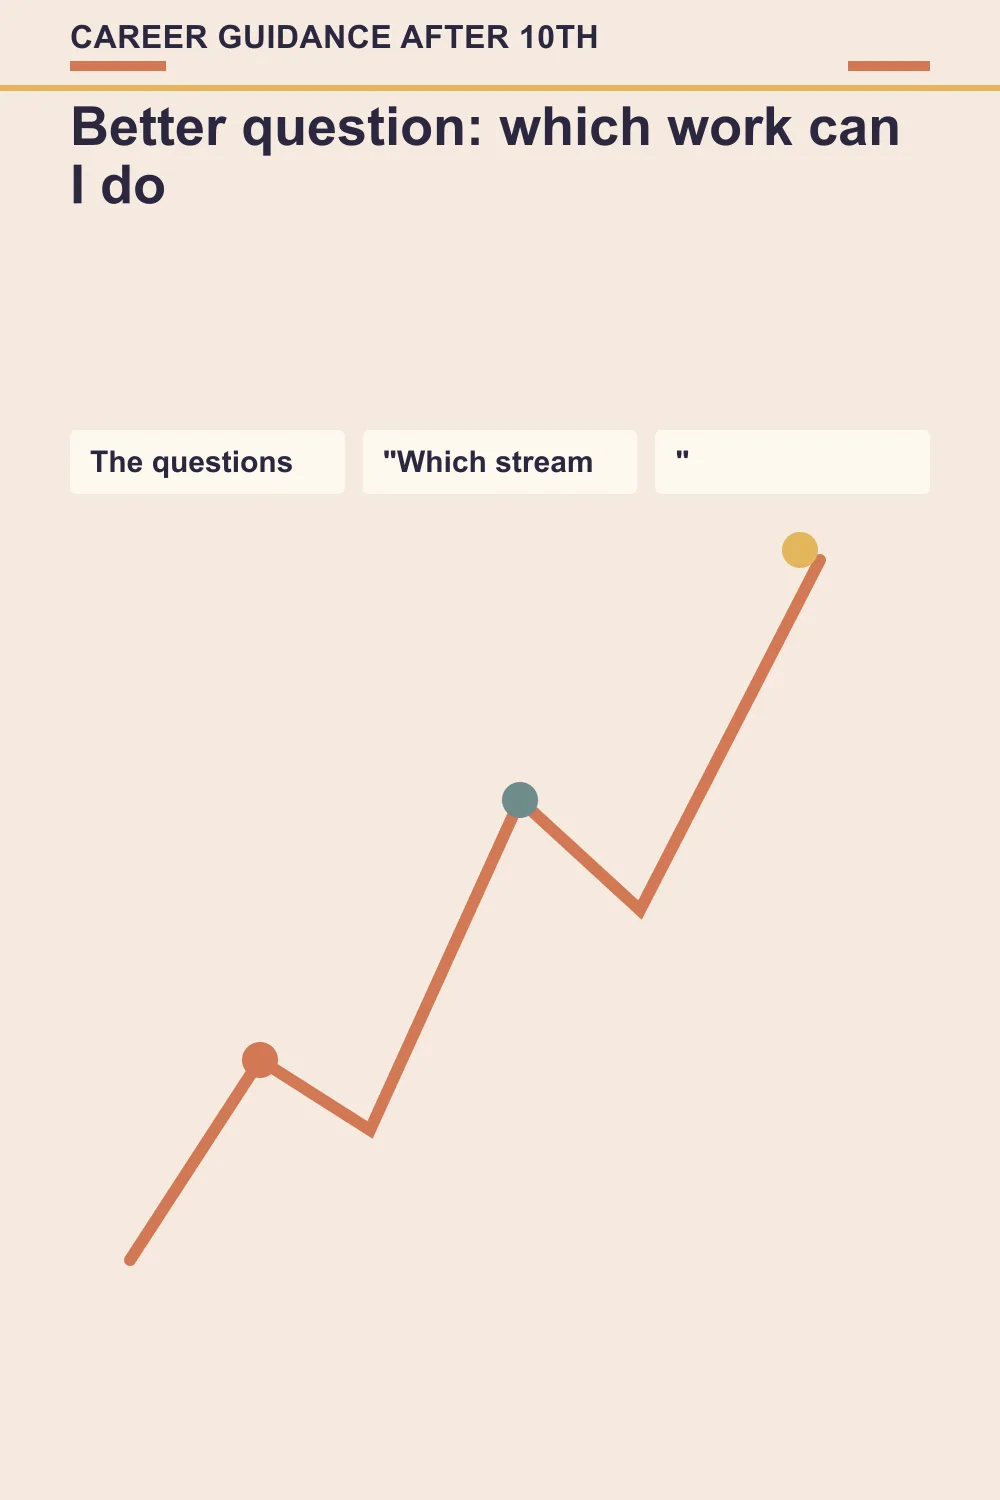 CAREER GUIDANCE AFTER 10TH
Better question: which work can
I do
The questions
"Which stream
"